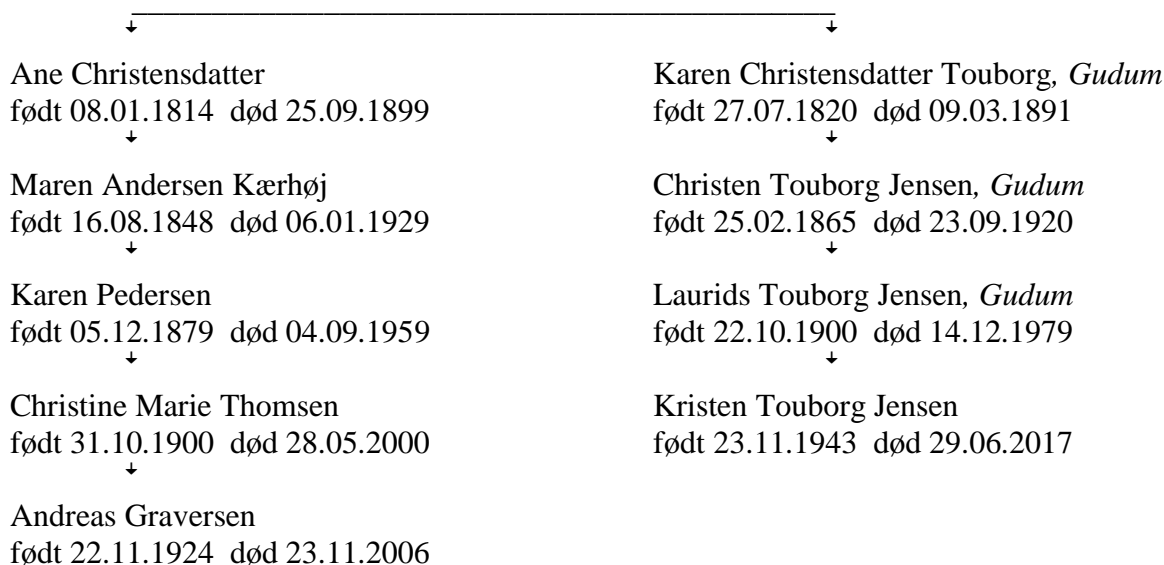 Ane Christensdatter
født 08.01.1814 død 25.09.1899
Maren Andersen Kærhøj
født 16.08.1848 død 06.01.1929
Karen Pedersen
født 05.12.1879 død 04.09.1959
Christine Marie Thomsen
født 31.10.1900 død 28.05.2000
Andreas Graversen
født 22.11.1924 død 23.11.2006
Karen Christensdatter Touborg, Gudum
født 27.07.1820 død 09.03.1891
Christen Touborg Jensen, Gudum
født 25.02.1865 død 23.09.1920
Laurids Touborg Jensen, Gudum
født 22.10.1900 død 14.12.1979
Kristen Touborg Jensen
født 23.11.1943 død 29.06.2017